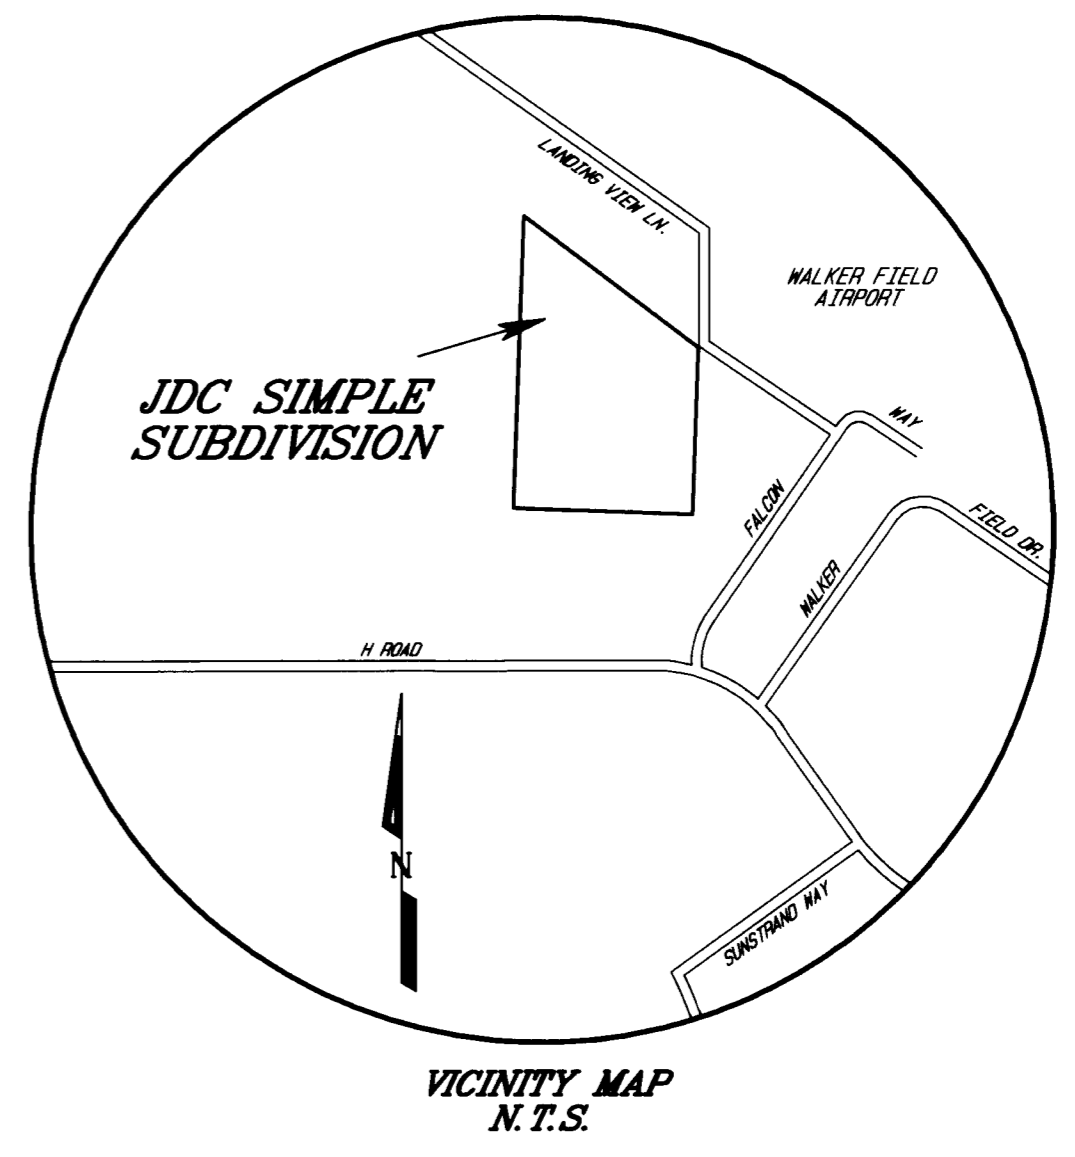 LANDING VIEW LN.
WALKER FIELD
AIRPORT
JDC SIMPLE
SUBDIVISION
WAY
FALCON
FIELD DR.
WALKER
H ROAD
N
SUNSTRAND WAY
VICINITY MAP
N.T.S.